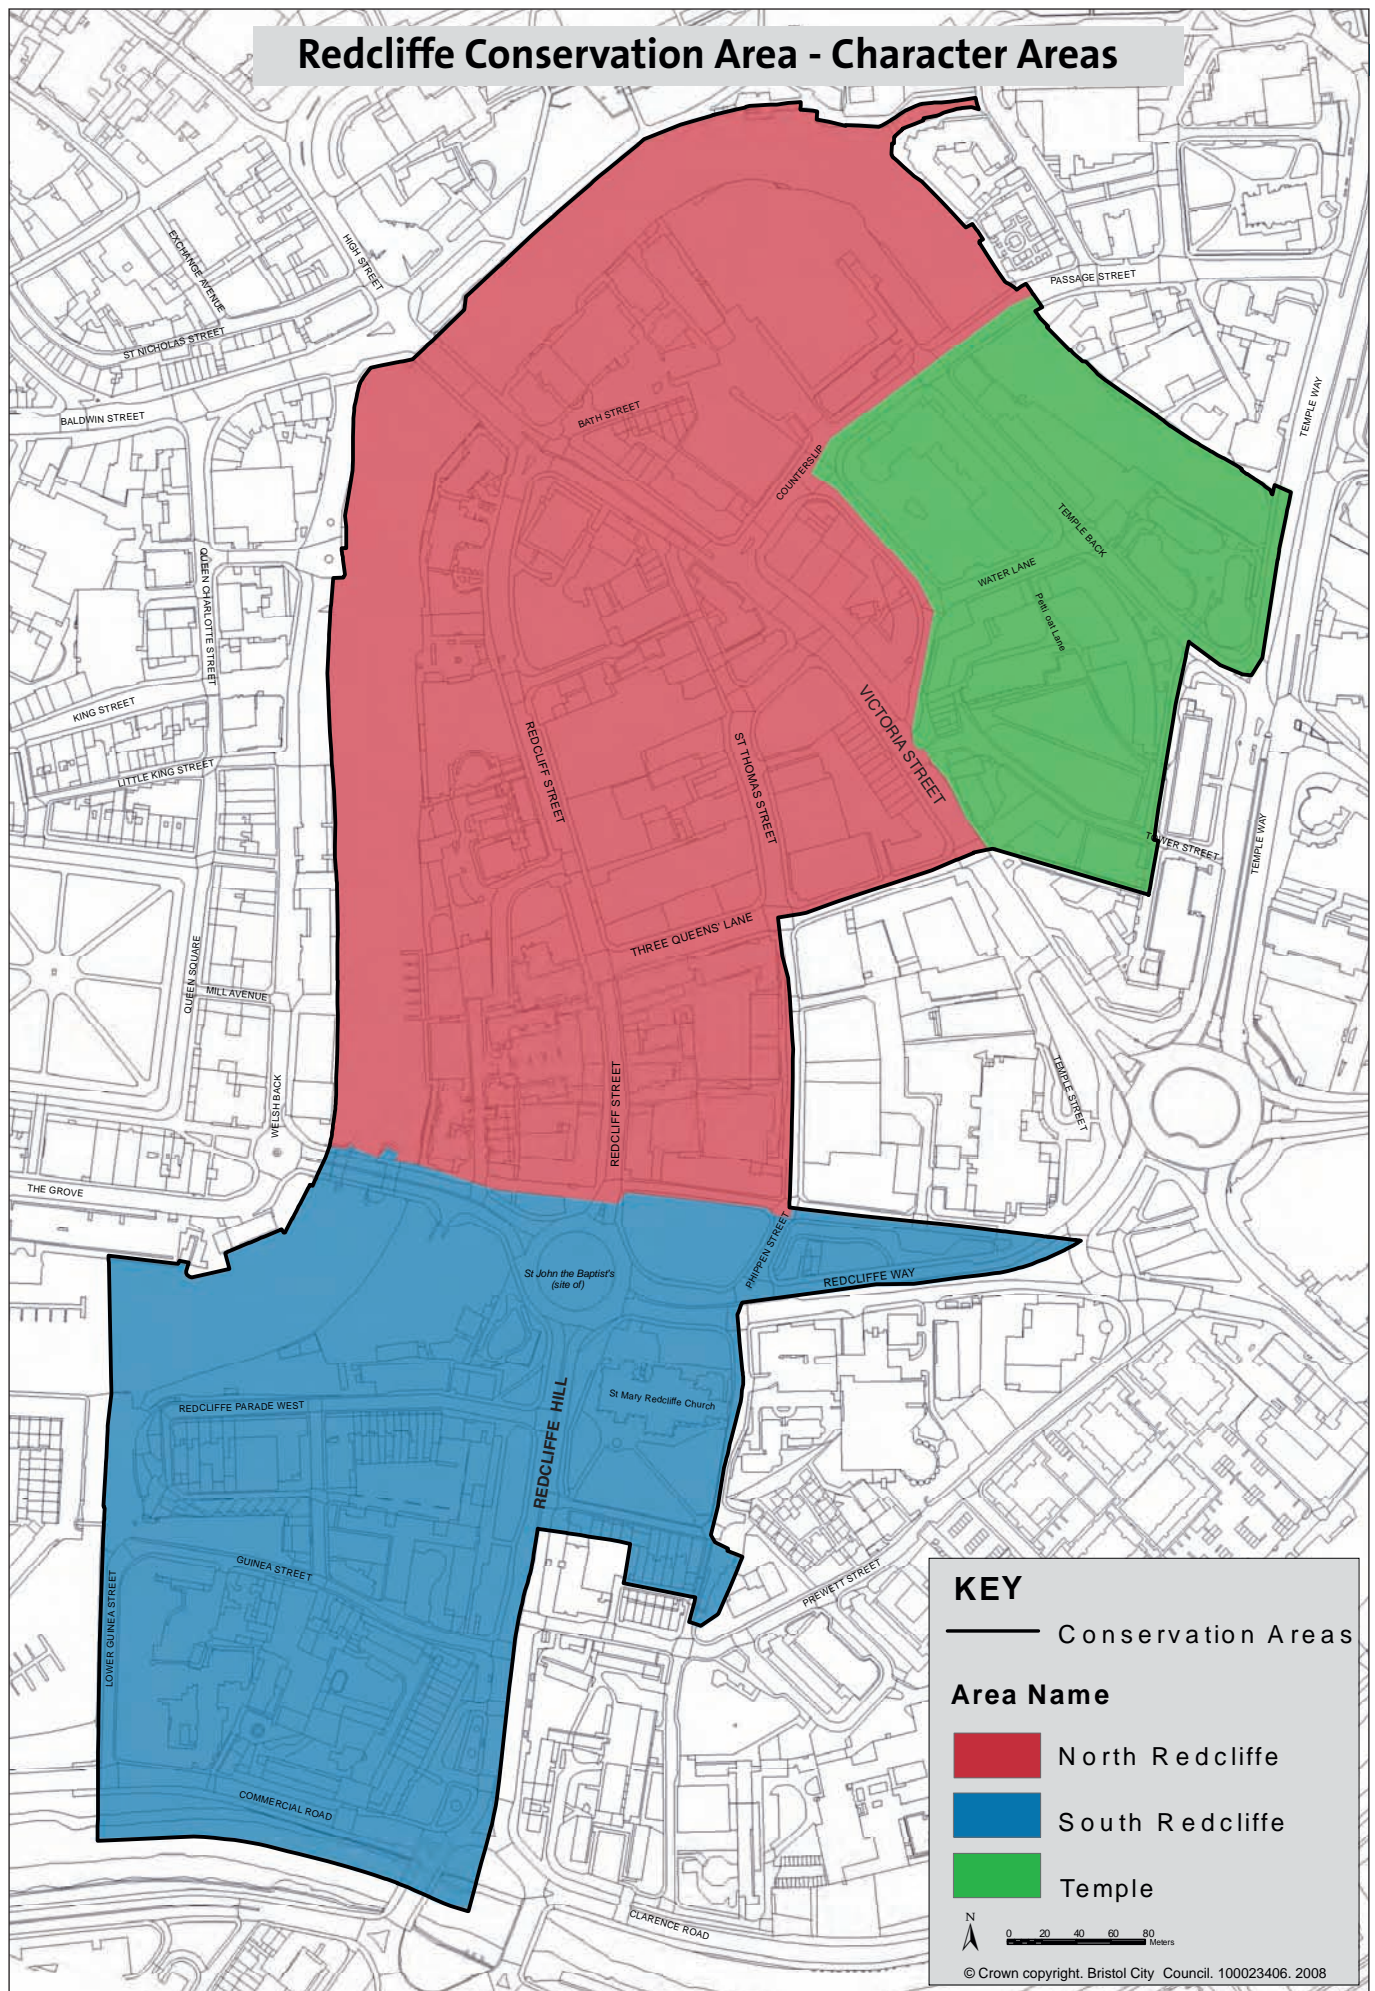 Redcliffe Conservation Area - Character Areas
EXCHANGE AVENUE
HIGH STREET
PASSAGE STREET
ST NICHOLAS STREET
BALDWIN STREET
BATH STREET
TEMPLE WAY
COUNTERSLIP
TEMPLE BACK
WATER LANE
Petti oat Lane
QUEEN CHARLOTTE STREET
KING STREET
LITTLE KING STREET
VICTORIA STREET
REDCLIFF STREET
ST THOMAS STREET
TOWER STREET
TEMPLE WAY
THREE QUEENS' LANE
QUEEN SQUARE
MILL AVENUE
WELSH BACK
TEMPLE STREET
REDCLIFF STREET
THE GROVE
PHIPPEN STREET
St John the Baptist's
(site of)
REDCLIFFE WAY
REDCLIFFE PARADE WEST
REDCLIFFE HILL
St Mary Redcliffe Church
GUINEA STREET
LOWER GUINEA STREET
PREWETT STREET
COMMERCIAL ROAD
CLARENCE ROAD
KEY
Conservation Areas
Area Name
North Redcliffe
South Redcliffe
Temple
N
0 20 40 60 80
Meters
© Crown copyright. Bristol City Council. 100023406. 2008